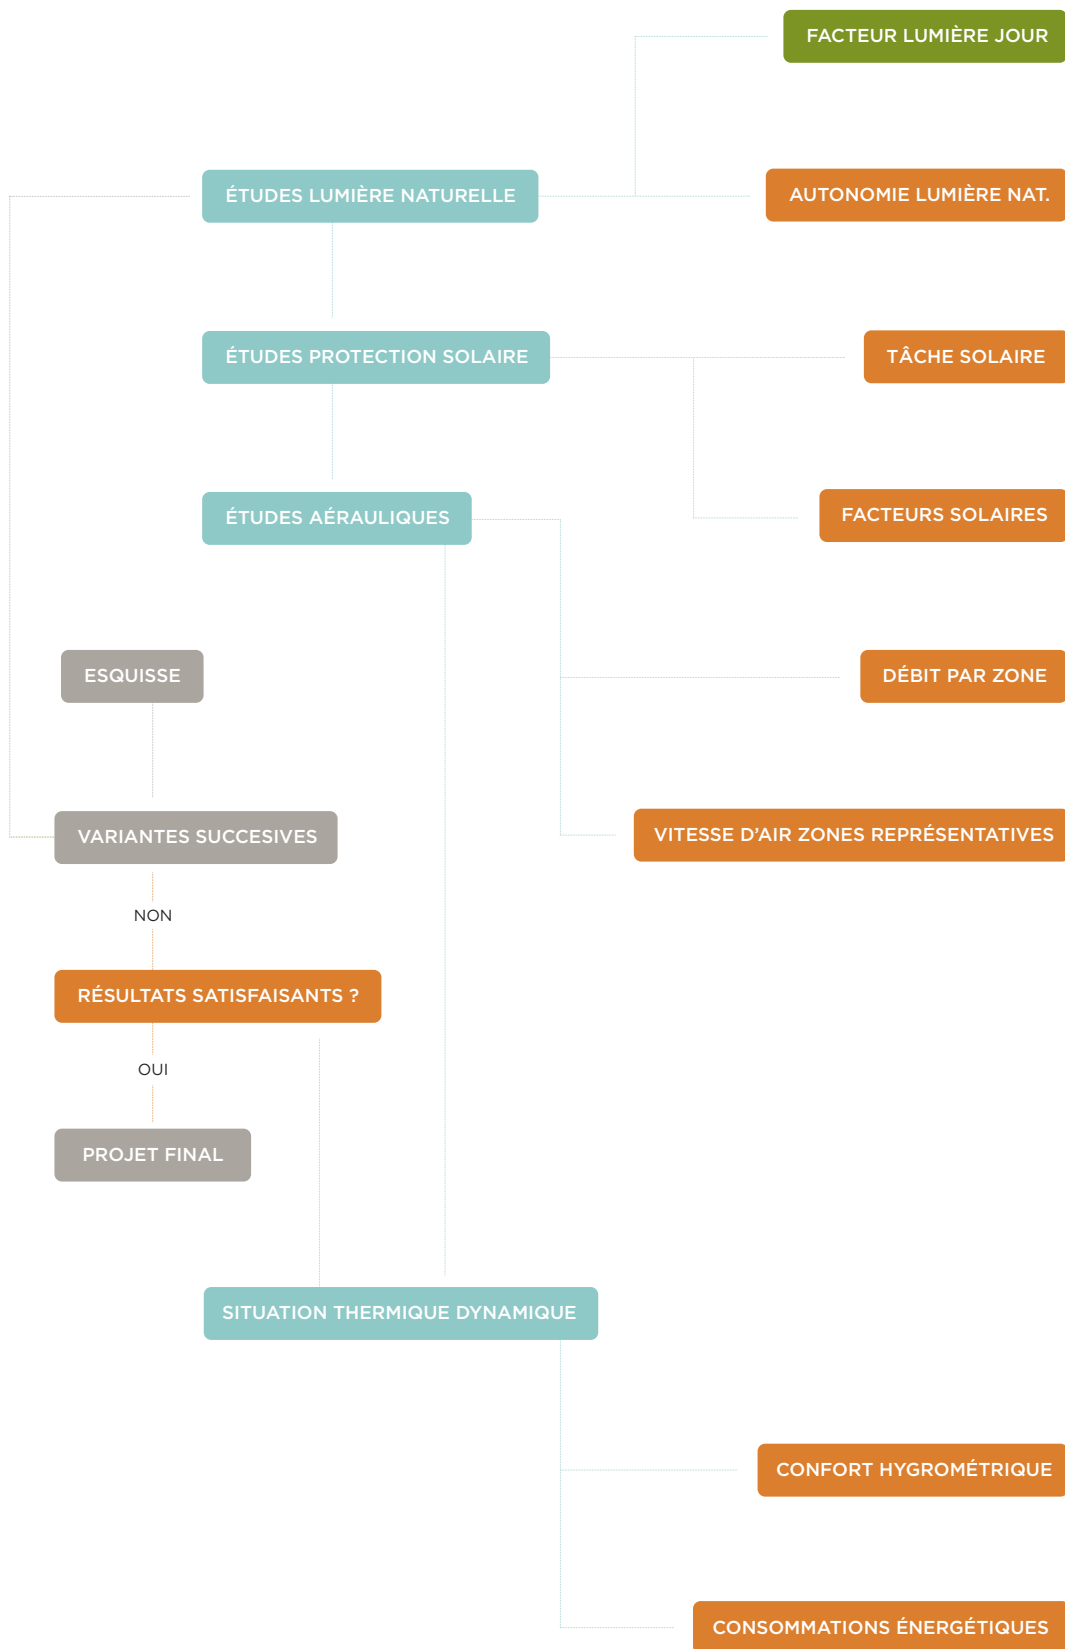 FACTEUR LUMIÈRE JOUR
ÉTUDES LUMIÈRE NATURELLE
AUTONOMIE LUMIÈRE NAT.
ÉTUDES PROTECTION SOLAIRE
TÂCHE SOLAIRE
ÉTUDES AÉRAULIQUES
FACTEURS SOLAIRES
ESQUISSE
DÉBIT PAR ZONE
VARIANTES SUCCESIVES
VITESSE D'AIR ZONES REPRÉSENTATIVES
NON
RÉSULTATS SATISFAISANTS ?
OUI
PROJET FINAL
SITUATION THERMIQUE DYNAMIQUE
CONFORT HYGROMÉTRIQUE
CONSOMMATIONS ÉNERGÉTIQUES